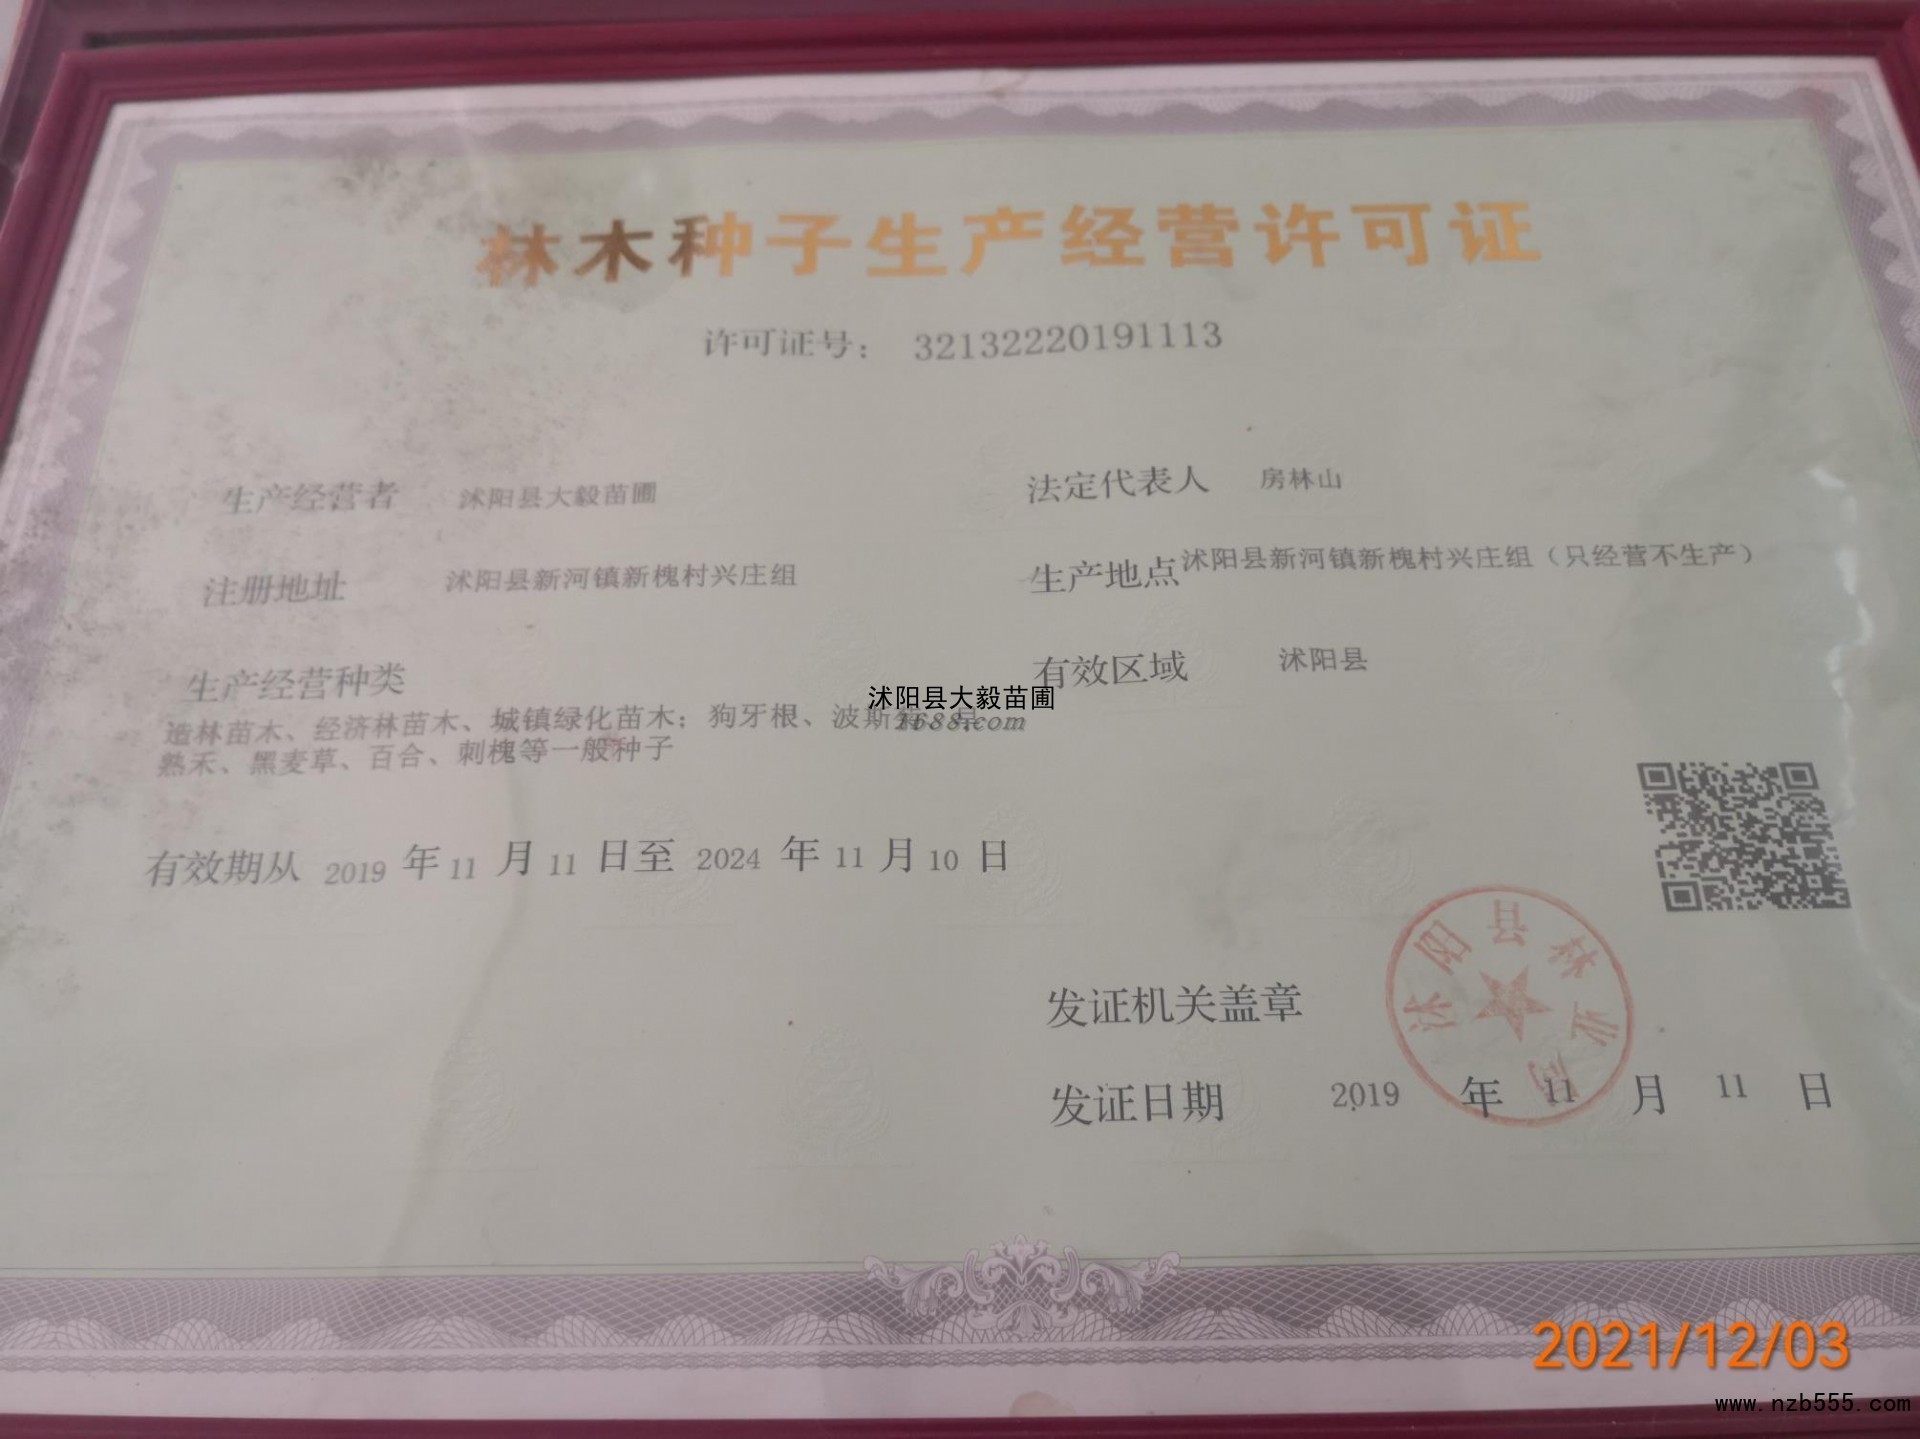 林木种子生产经营许可证
许可证号： 32132220191113
生产经营者 沭阳县大毅苗圃
法定代表人 房林山
注册地址 沭阳县新河镇新槐村兴庄组
生产地点 沭阳县新河镇新槐村兴庄组（只经营不生产）
生产经营种类
有效区域 沭阳县
沭阳县大毅苗圃
造林苗木、经济林苗木、城镇绿化苗木；狗牙根、波斯
1688.com
熟禾、黑麦草、百合、刺槐等一般种子
有效期从 2019 年 11 月 11 日至 2024 年 11 月 10 日
发证机关盖章
沭阳县林业局
发证日期 2019 年 11 月 11 日
2021/12/03
www.nzb555.com